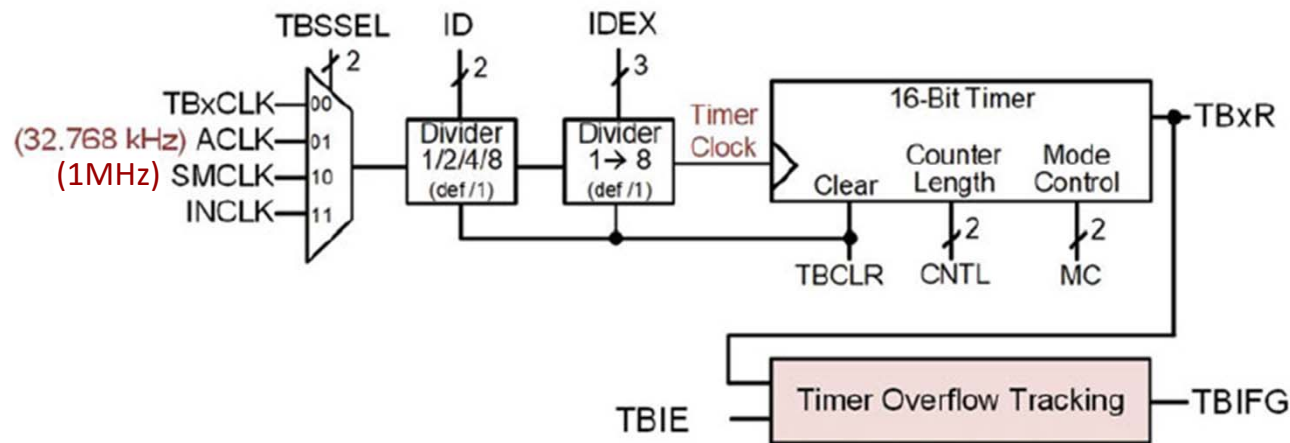 TBSSEL ID IDEX
2 2 3
TBxCLK 00
(32.768 kHz) ACLK 01
(1MHz) SMCLK 10
INCLK 11
Divider
1/2/4/8
(def /1)
Divider
1→ 8
(def /1)
Timer
Clock
16-Bit Timer
Clear
Counter
Length
Mode
Control
TBxR
2 2
TBCLR CNTL MC
Timer Overflow Tracking
TBIE
TBIFG